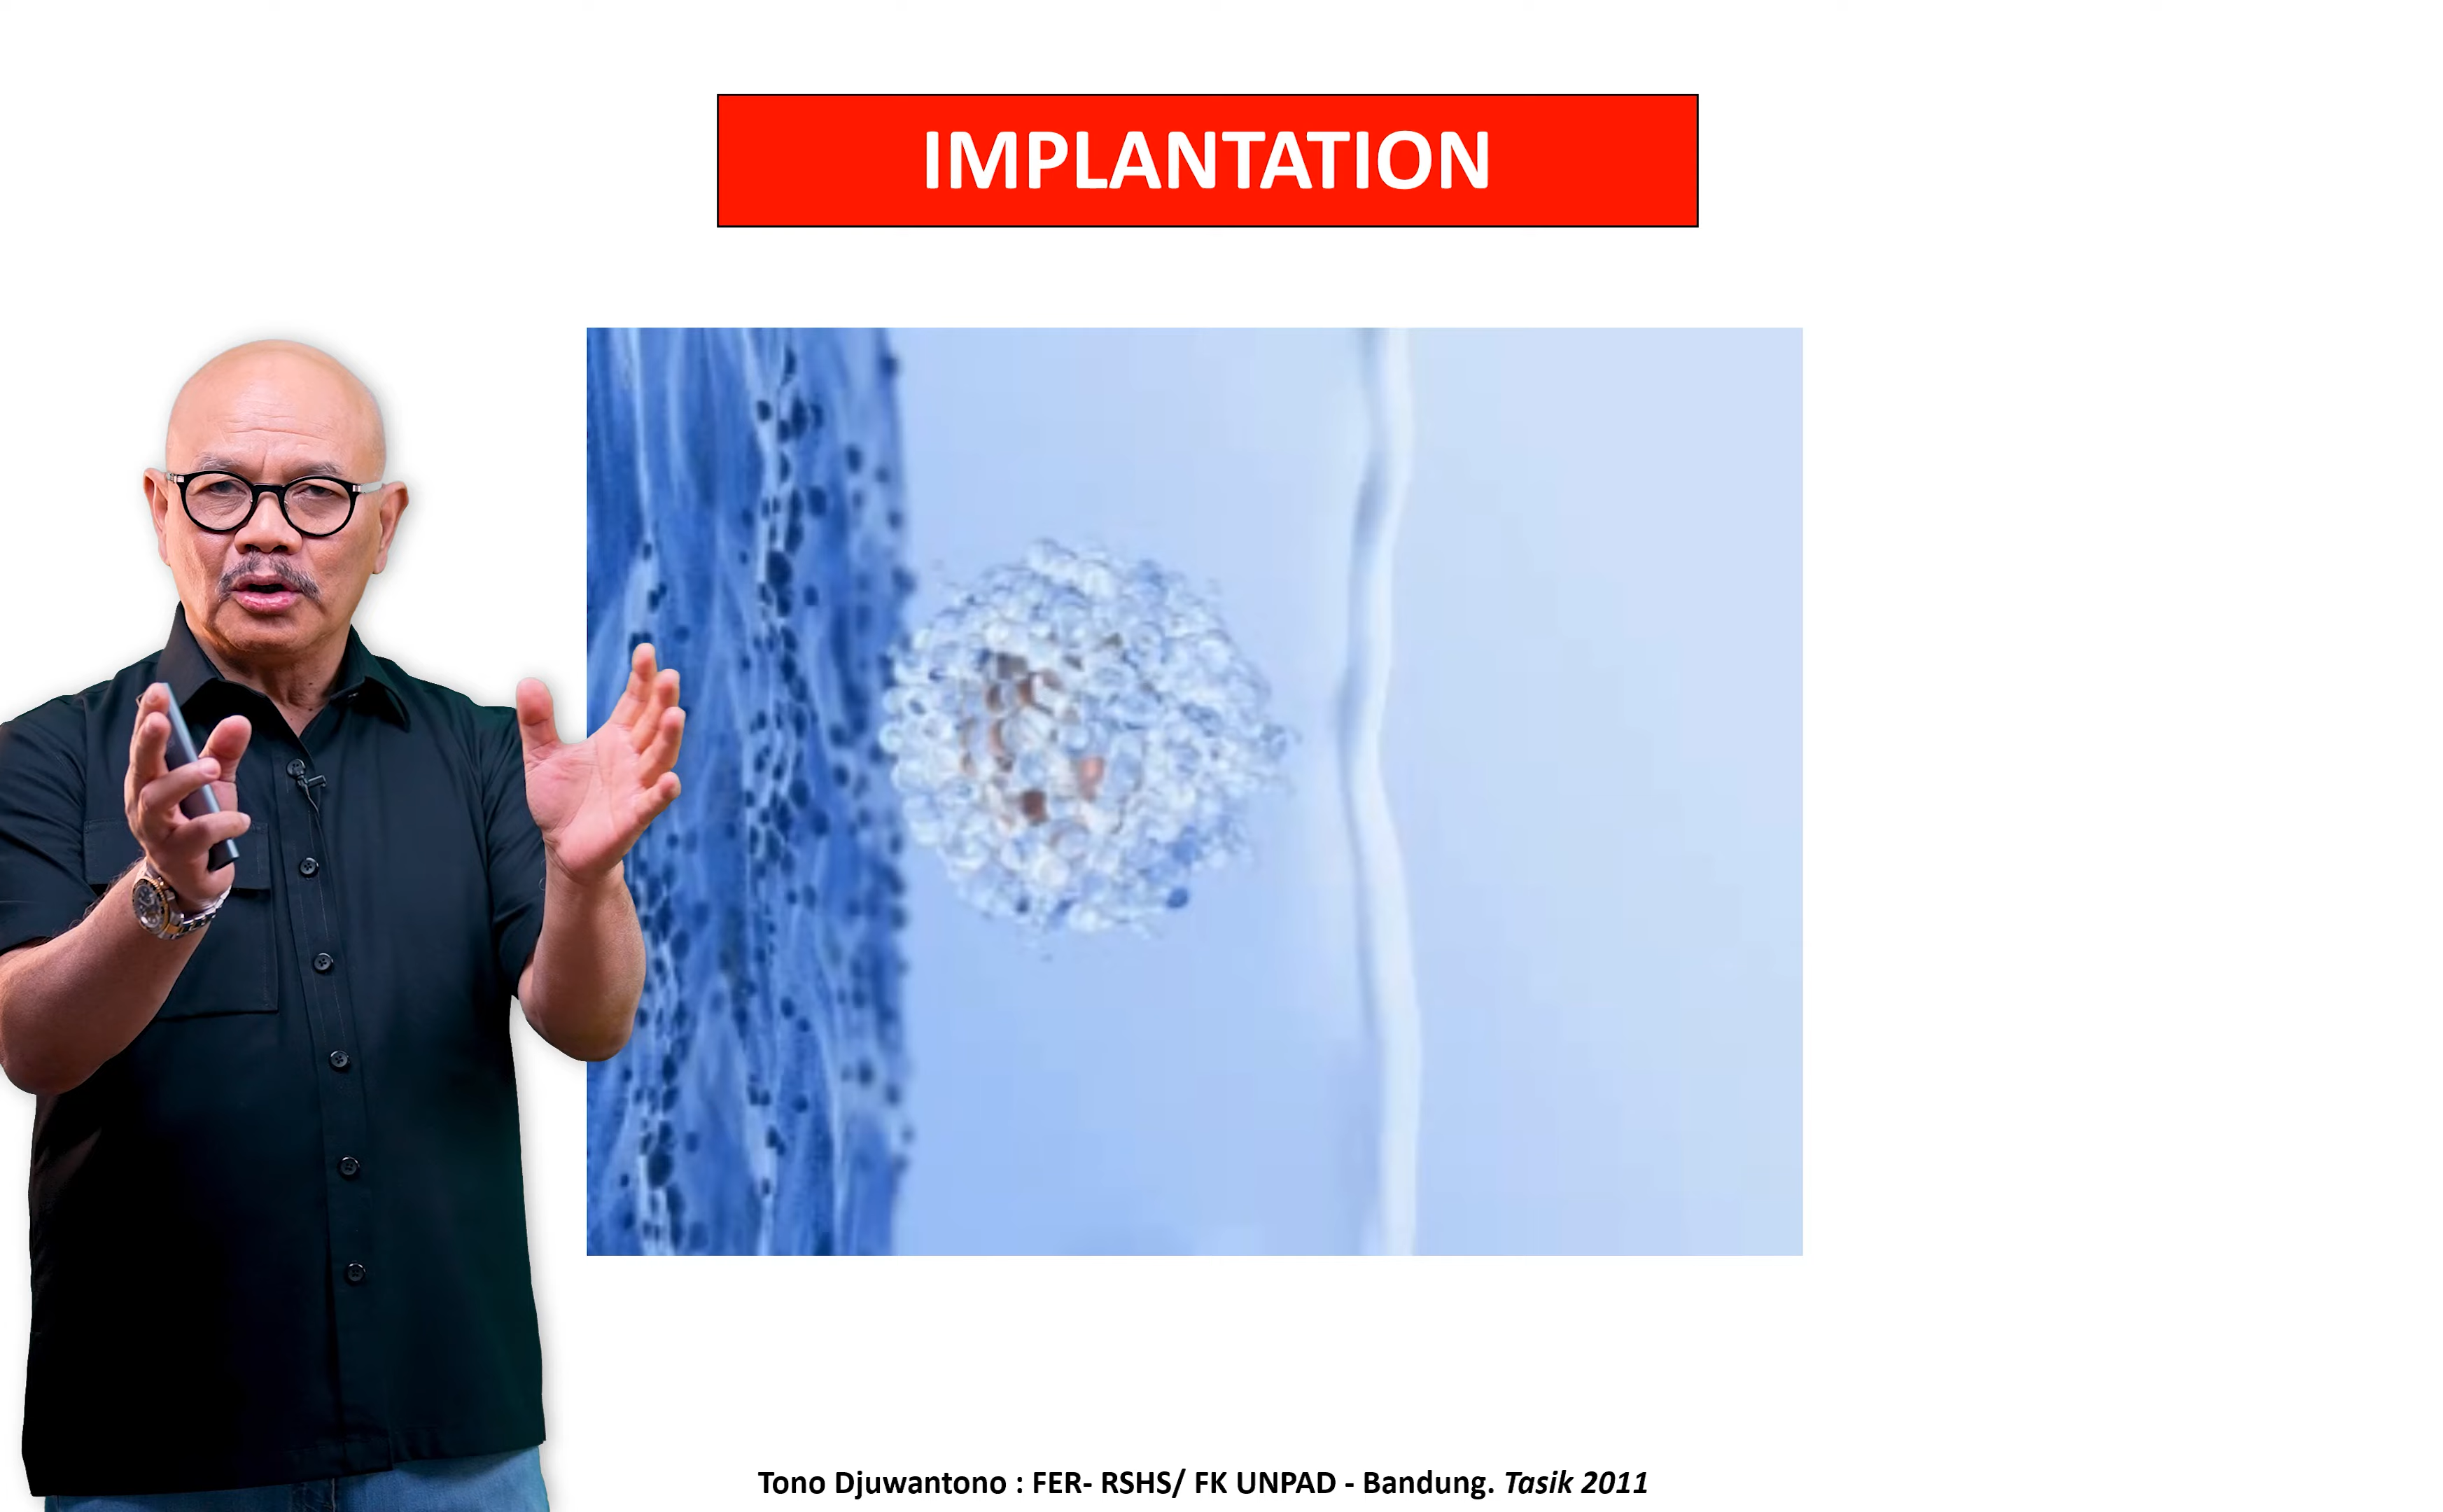 IMPLANTATION
Tono Djuwantono : FER- RSHS/ FK UNPAD - Bandung. Tasik 2011